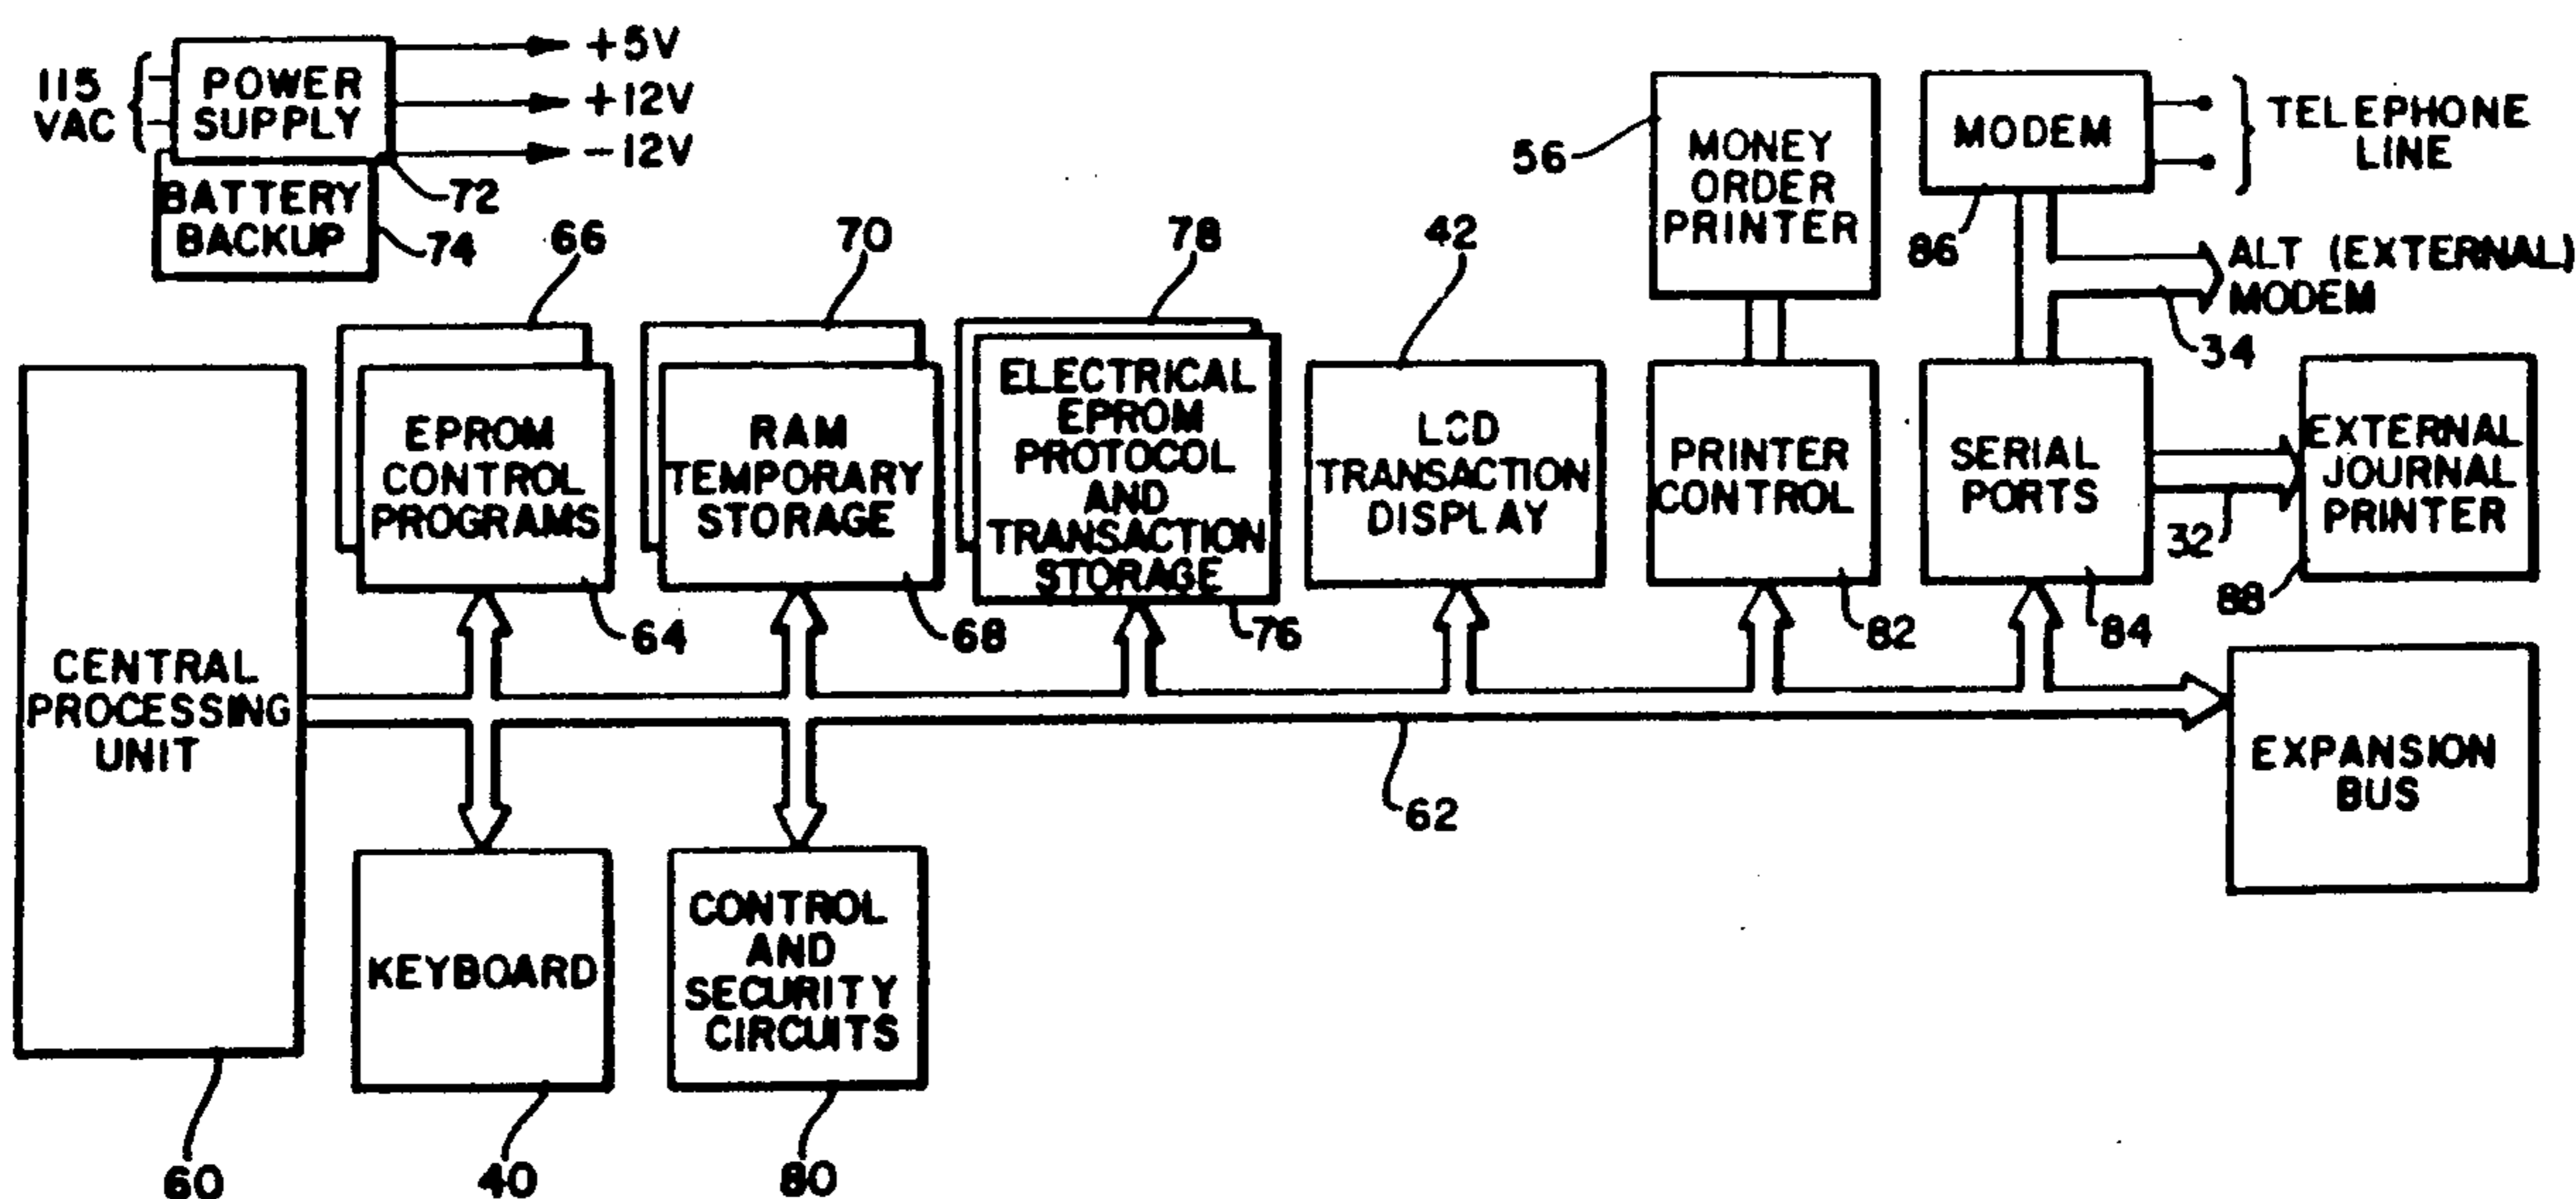 115
VAC
POWER
SUPPLY
+5V
+12V
-12V
BATTERY
BACKUP
72
74
56
MONEY
ORDER
PRINTER
MODEM
86
TELEPHONE
LINE
ALT (EXTERNAL)
MODEM
34
66
70
78
42
CENTRAL
PROCESSING
UNIT
60
EPROM
CONTROL
PROGRAMS
64
RAM
TEMPORARY
STORAGE
68
ELECTRICAL
EPROM
PROTOCOL
AND
TRANSACTION
STORAGE
76
LCD
TRANSACTION
DISPLAY
PRINTER
CONTROL
82
SERIAL
PORTS
84
32
EXTERNAL
JOURNAL
PRINTER
88
62
EXPANSION
BUS
KEYBOARD
40
CONTROL
AND
SECURITY
CIRCUITS
80